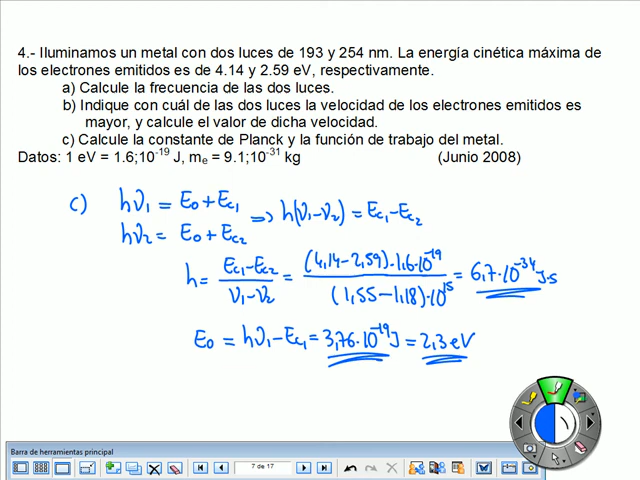 4.- Iluminamos un metal con dos luces de 193 y 254 nm. La energía cinética máxima de
los electrones emitidos es de 4.14 y 2.59 eV, respectivamente.
a) Calcule la frecuencia de las dos luces.
b) Indique con cuál de las dos luces la velocidad de los electrones emitidos es
mayor, y calcule el valor de dicha velocidad.
c) Calcule la constante de Planck y la función de trabajo del metal.
Datos: 1 eV = 1.6;10⁻¹⁹ J, mₑ = 9.1;10⁻³¹ kg (Junio 2008)
c) hν₁ = E₀ + Ec₁ ⇒ h(ν₁-ν₂) = Ec₁-Ec₂
hν₂ = E₀ + Ec₂
h = (Ec₁-Ec₂)/(ν₁-ν₂) = ((4,14-2,59)·1,6·10⁻¹⁹)/((1,55-1,18)·10¹⁵) = 6,7·10⁻³⁴ J·s
E₀ = hν₁ - Ec₁ = 3,76·10⁻¹⁹ J = 2,3 eV
Barra de herramientas principal
7 de 17